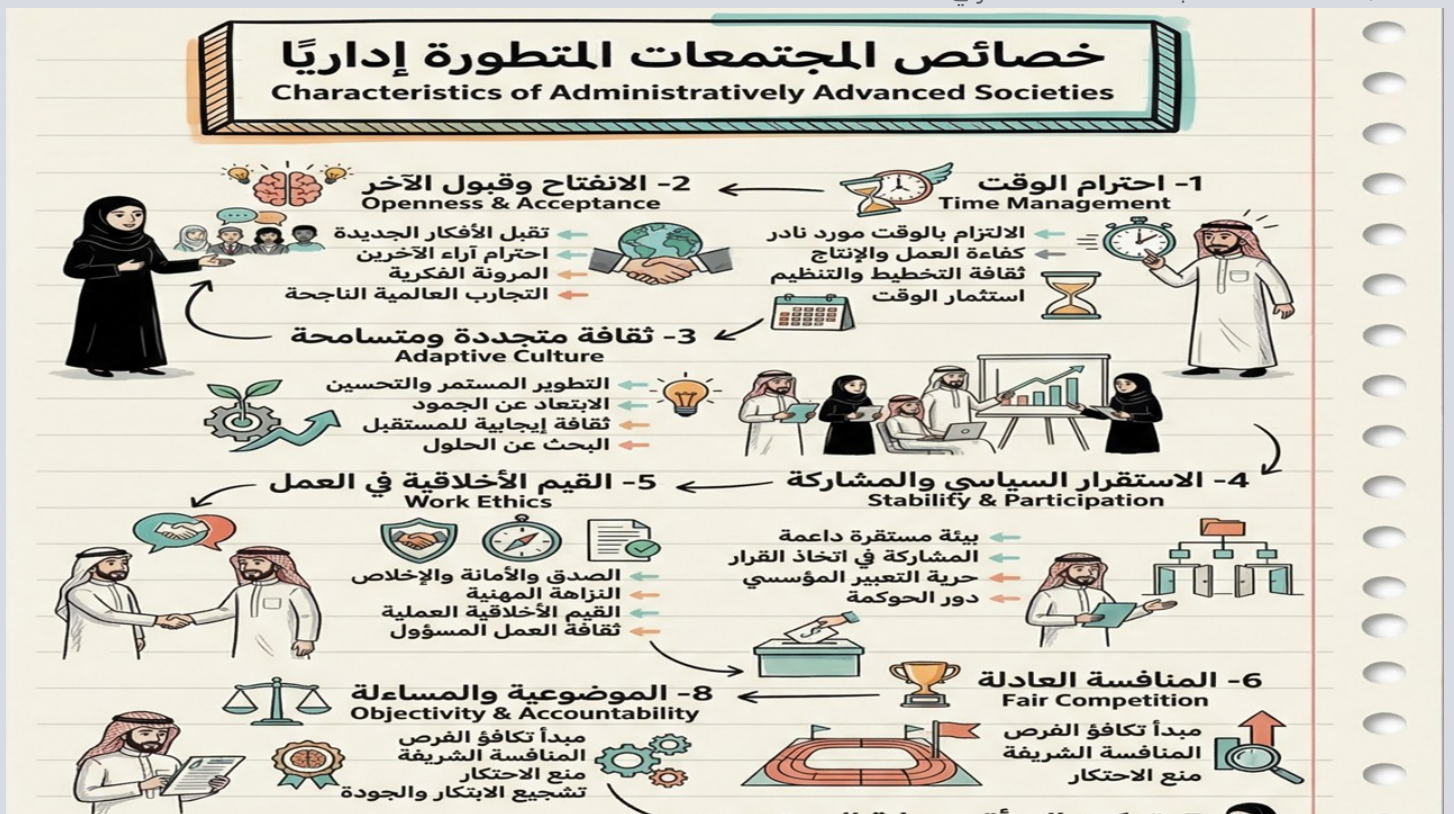 خصائص المجتمعات المتطورة إداريًا
Characteristics of Administratively Advanced Societies
1- احترام الوقت
Time Management
الالتزام بالوقت مورد نادر
كفاءة العمل والإنتاج
ثقافة التخطيط والتنظيم
استثمار الوقت
2- الانفتاح وقبول الآخر
Openness & Acceptance
تقبل الأفكار الجديدة
احترام آراء الآخرين
المرونة الفكرية
التجارب العالمية الناجحة
3- ثقافة متجددة ومتسامحة
Adaptive Culture
التطوير المستمر والتحسين
الابتعاد عن الجمود
ثقافة إيجابية للمستقبل
البحث عن الحلول
4- الاستقرار السياسي والمشاركة
Stability & Participation
بيئة مستقرة داعمة
المشاركة في اتخاذ القرار
حرية التعبير المؤسسي
دور الحوكمة
5- القيم الأخلاقية في العمل
Work Ethics
الصدق والأمانة والإخلاص
النزاهة المهنية
القيم الأخلاقية العملية
ثقافة العمل المسؤول
6- المنافسة العادلة
Fair Competition
مبدأ تكافؤ الفرص
المنافسة الشريفة
منع الاحتكار
8- الموضوعية والمساءلة
Objectivity & Accountability
مبدأ تكافؤ الفرص
المنافسة الشريفة
منع الاحتكار
تشجيع الابتكار والجودة